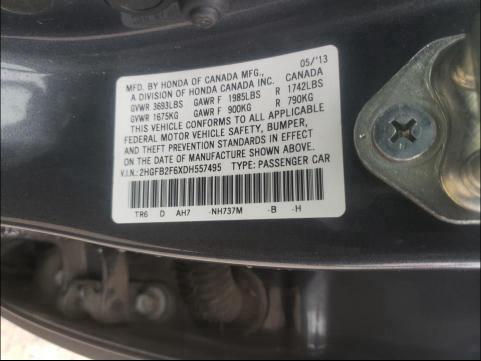 MFD. BY HONDA OF CANADA MFG., 05/'13
A DIVISION OF HONDA CANADA INC. CANADA
GVWR 3693LBS GAWR F 1985LBS R 1742LBS
GVWR 1675KG GAWR F 900KG R 790KG
THIS VEHICLE CONFORMS TO ALL APPLICABLE
FEDERAL MOTOR VEHICLE SAFETY, BUMPER,
AND THEFT PREVENTION STANDARDS IN EFFECT
ON THE DATE OF MANUFACTURE SHOWN ABOVE.
V.I.N.: 2HGFB2F6XDH557495 TYPE: PASSENGER CAR
TR6 D AH7 -NH737M -B -H